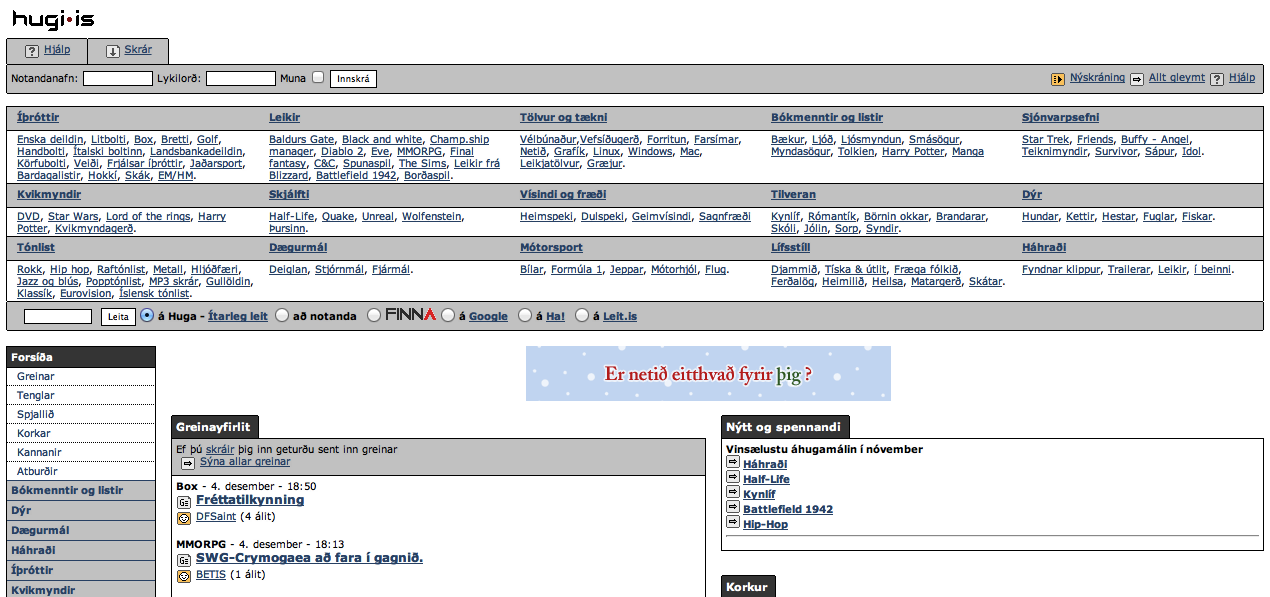 hugi·is
Hjálp Skrár
Notandanafn: Lykilorð: Muna Innskrá Nýskráning Allt gleymt Hjálp
Íþróttir Leikir Tölvur og tækni Bókmenntir og listir Sjónvarpsefni
Enska deildin, Litbolti, Box, Bretti, Golf,
Handbolti, Ítalski boltinn, Landsbankadeildin,
Körfubolti, Veiði, Frjálsar íþróttir, Jaðarsport,
Bardagalistir, Hokkí, Skák, EM/HM.
Baldurs Gate, Black and white, Champ.ship
manager, Diablo 2, Eve, MMORPG, Final
fantasy, C&C, Spunaspil, The Sims, Leikir frá
Blizzard, Battlefield 1942, Borðaspil.
Vélbúnaður,Vefsíðugerð, Forritun, Farsímar,
Netið, Grafík, Linux, Windows, Mac,
Leikjatölvur, Græjur.
Bækur, Ljóð, Ljósmyndun, Smásögur,
Myndasögur, Tolkien, Harry Potter, Manga
Star Trek, Friends, Buffy - Angel,
Teiknimyndir, Survivor, Sápur, Idol.
Kvikmyndir Skjálfti Vísindi og fræði Tilveran Dýr
DVD, Star Wars, Lord of the rings, Harry
Potter, Kvikmyndagerð.
Half-Life, Quake, Unreal, Wolfenstein,
Þursinn.
Heimspeki, Dulspeki, Geimvísindi, Sagnfræði
Kynlíf, Rómantík, Börnin okkar, Brandarar,
Skóli, Jólin, Sorp, Syndir.
Hundar, Kettir, Hestar, Fuglar, Fiskar.
Tónlist Dægurmál Mótorsport Lífsstíll Háhraði
Rokk, Hip hop, Raftónlist, Metall, Hljóðfæri,
Jazz og blús, Popptónlist, MP3 skrár, Gullöldin,
Klassík, Eurovision, Íslensk tónlist.
Deiglan, Stjórnmál, Fjármál.
Bílar, Formúla 1, Jeppar, Mótorhjól, Flug.
Djammið, Tíska & útlit, Fræga fólkið,
Ferðalög, Heimilið, Heilsa, Matargerð, Skátar.
Fyndnar klippur, Trailerar, Leikir, í beinni.
Leita á Huga - Ítarleg leit að notanda FINNA á Google á Ha! á Leit.is
Forsíða
Greinar
Tenglar
Spjallið
Korkar
Kannanir
Atburðir
Bókmenntir og listir
Dýr
Dægurmál
Háhraði
Íþróttir
Kvikmyndir
Er netið eitthvað fyrir þig ?
Greinayfirlit
Ef þú skráir þig inn geturðu sent inn greinar
Sýna allar greinar
Box - 4. desember - 18:50
Fréttatilkynning
DFSaint (4 álit)
MMORPG - 4. desember - 18:13
SWG-Crymogaea að fara í gagnið.
BETIS (1 álit)
Nýtt og spennandi
Vinsælustu áhugamálin í nóvember
Háhraði
Half-Life
Kynlíf
Battlefield 1942
Hip-Hop
Korkur